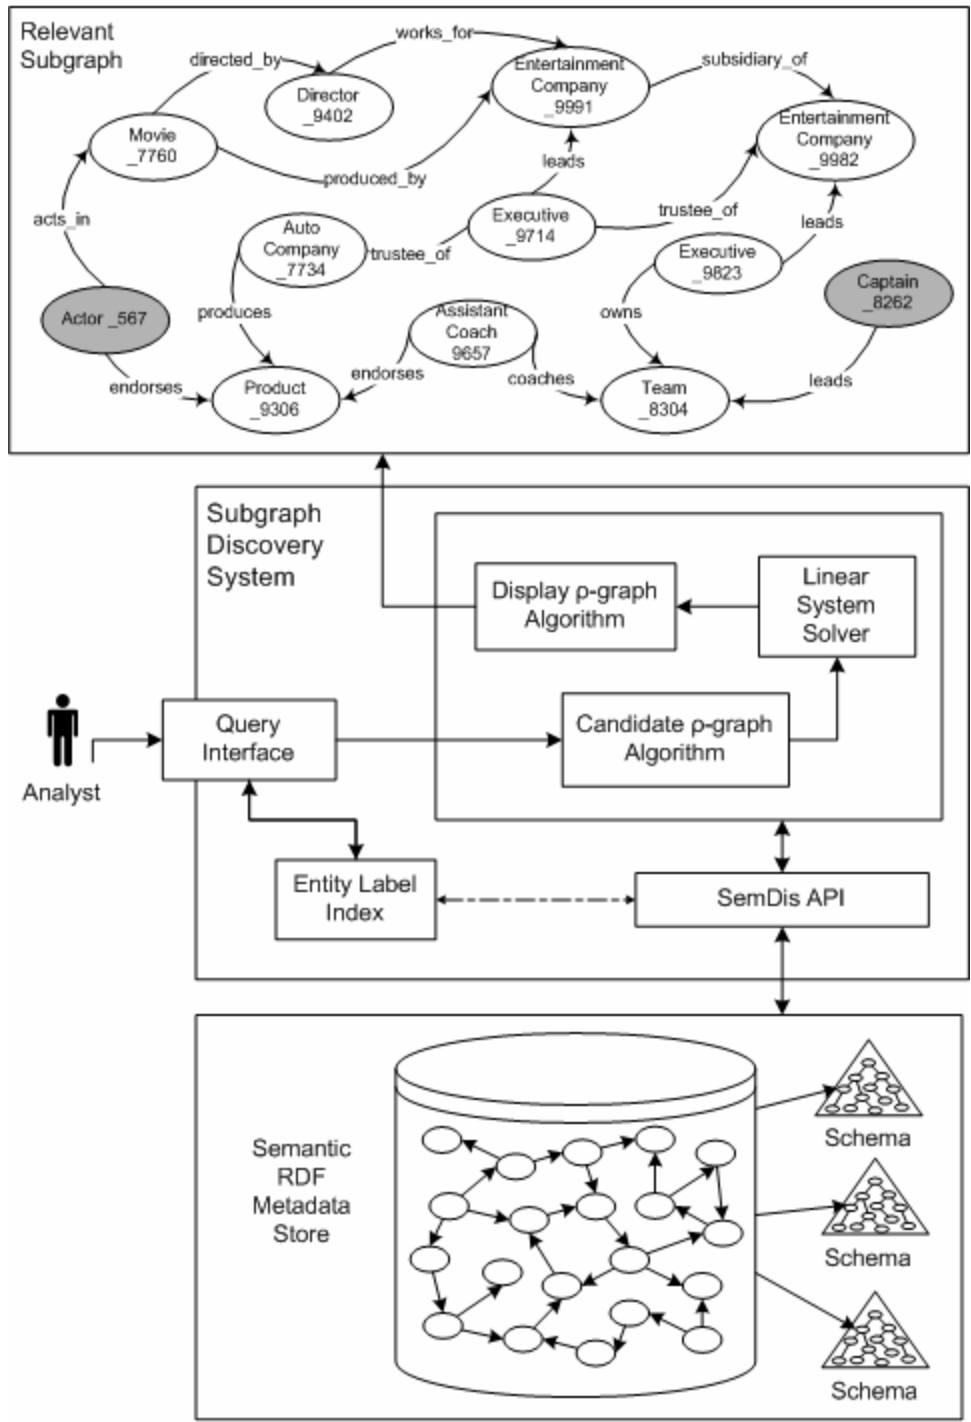 Relevant
Subgraph
works_for
directed_by
subsidiary_of
Director
_9402
Entertainment
Company
_9991
Entertainment
Company
_9982
Movie
_7760
produced_by
leads
acts_in
Auto
Company
_7734
trustee_of
Executive
_9714
trustee_of
leads
Executive
_9823
Captain
_8262
Actor _567
produces
Assistant
Coach
9657
owns
endorses
Product
_9306
endorses
coaches
Team
_8304
leads
Subgraph
Discovery
System
Display ρ-graph
Algorithm
Linear
System
Solver
Query
Interface
Candidate ρ-graph
Algorithm
Analyst
Entity Label
Index
SemDis API
Semantic
RDF
Metadata
Store
Schema
Schema
Schema